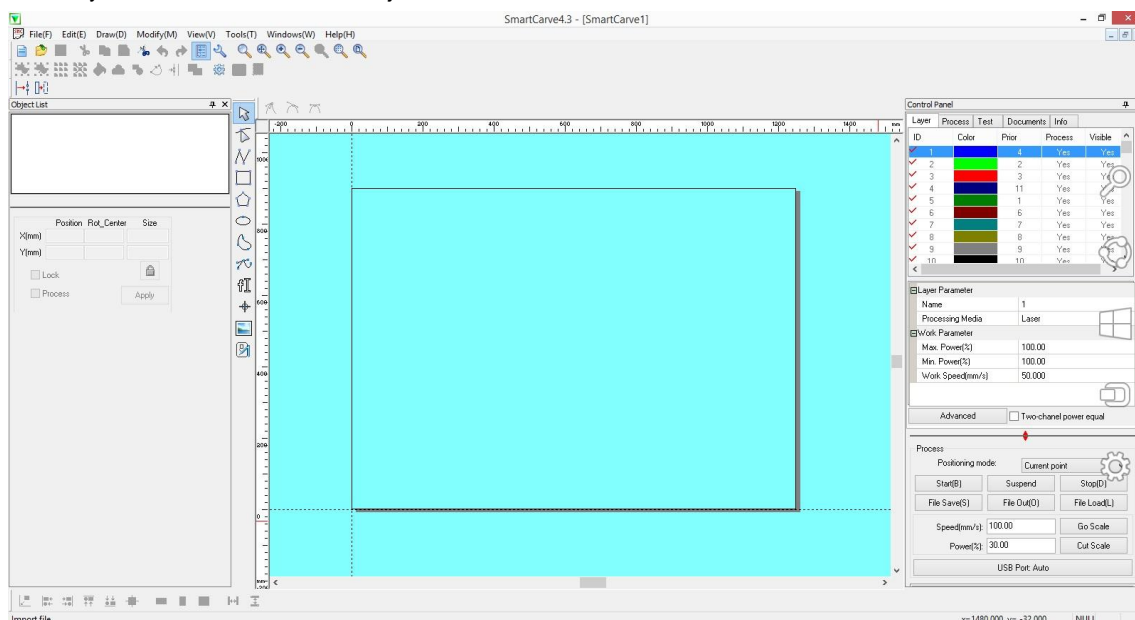 SmartCarve4.3 - [SmartCarve1]
File(F) Edit(E) Draw(D) Modify(M) View(V) Tools(T) Windows(W) Help(H)
Object List
Position Rot_Center Size
X(mm)
Y(mm)
Lock
Process
Apply
-200 0 200 400 600 800 1000 1200 1400 mm
1000
800
600
400
200
0
mm
Control Panel
Layer Process Test Documents Info
ID Color Prior Process Visible
1 4 Yes Yes
2 2 Yes Yes
3 3 Yes
4 11 Yes Yes
5 1 Yes Yes
6 6 Yes Yes
7 7 Yes Yes
8 8 Yes Yes
9 9 Yes
10 10 Yes
Layer Parameter
Name 1
Processing Media Laser
Work Parameter
Max. Power(%) 100.00
Min. Power(%) 100.00
Work Speed(mm/s) 50.000
Advanced Two-chanel power equal
Process
Positioning mode: Current point
Start(B) Suspend Stop(D)
File Save(S) File Out(O) File Load(L)
Speed(mm/s): 100.00 Go Scale
Power(%): 30.00 Cut Scale
USB Port: Auto
Import file
x= 1480.000, y= -32.000 NULL